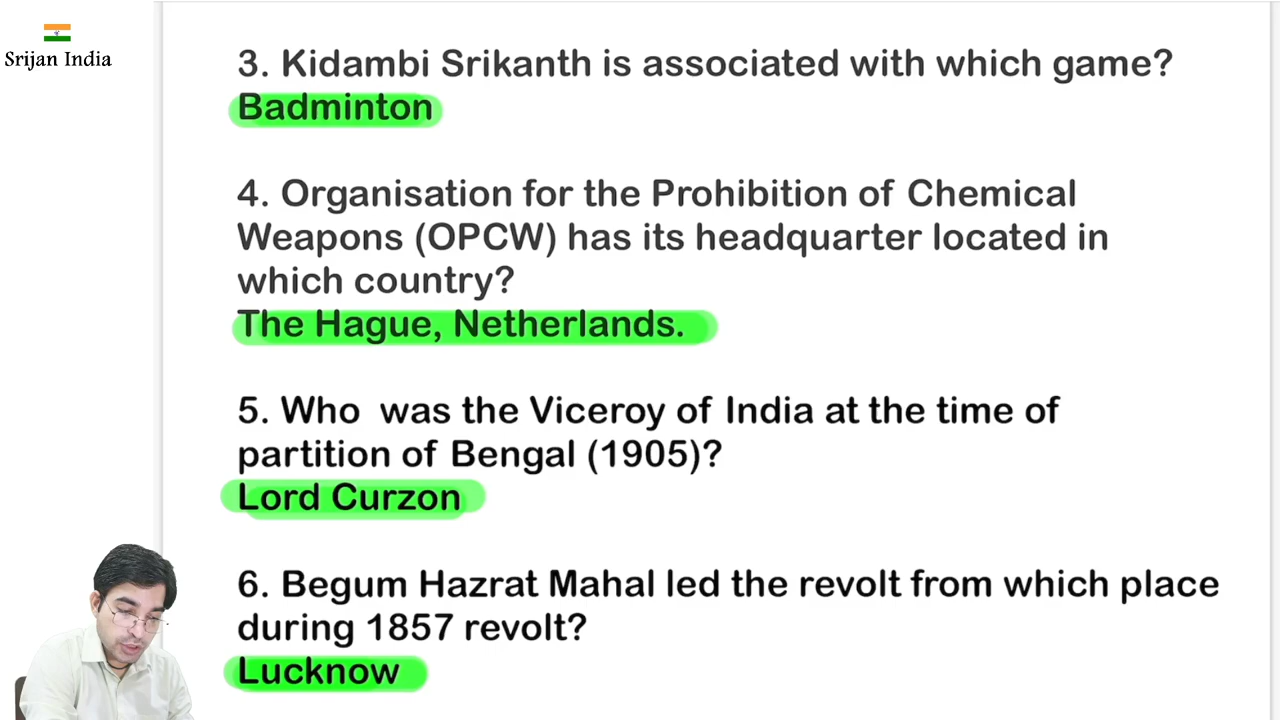 Srijan India
3. Kidambi Srikanth is associated with which game?
Badminton
4. Organisation for the Prohibition of Chemical
Weapons (OPCW) has its headquarter located in
which country?
The Hague, Netherlands.
5. Who  was the Viceroy of India at the time of
partition of Bengal (1905)?
Lord Curzon
6. Begum Hazrat Mahal led the revolt from which place
during 1857 revolt?
Lucknow